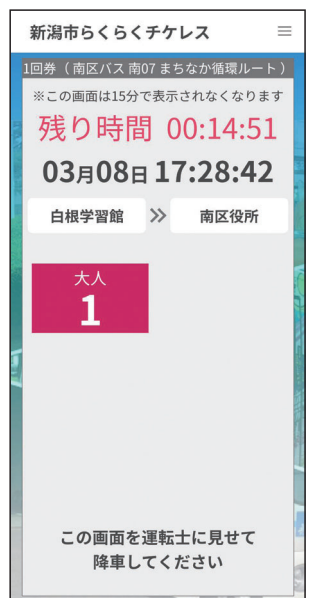 新潟市らくらくチケレス
1回券（ 南区バス 南07 まちなか循環ルート ）
※この画面は15分で表示されなくなります
残り時間 00:14:51
03月08日 17:28:42
白根学習館 >> 南区役所
大人
1
この画面を運転士に見せて
降車してください